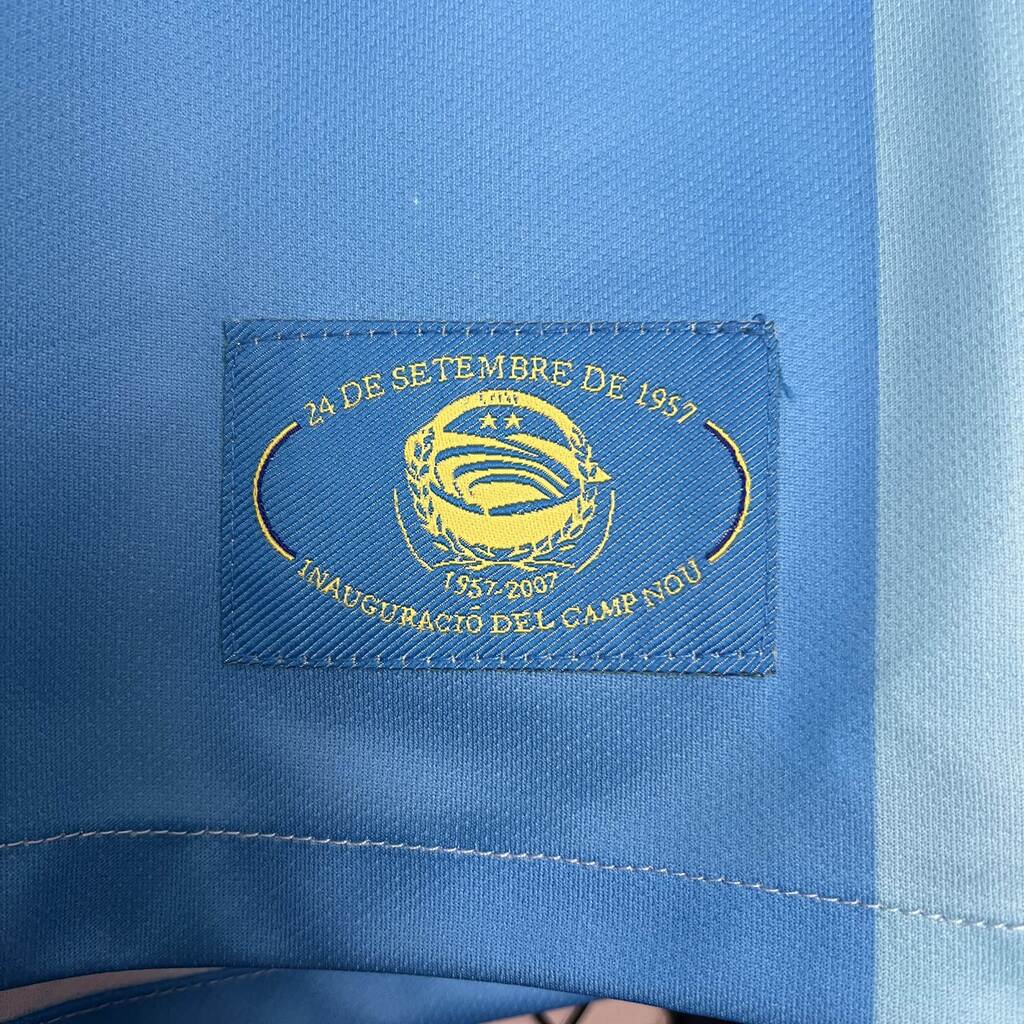 24 DE SETEMBRE DE 1957
1957-2007
INAUGURACIÓ DEL CAMP NOU